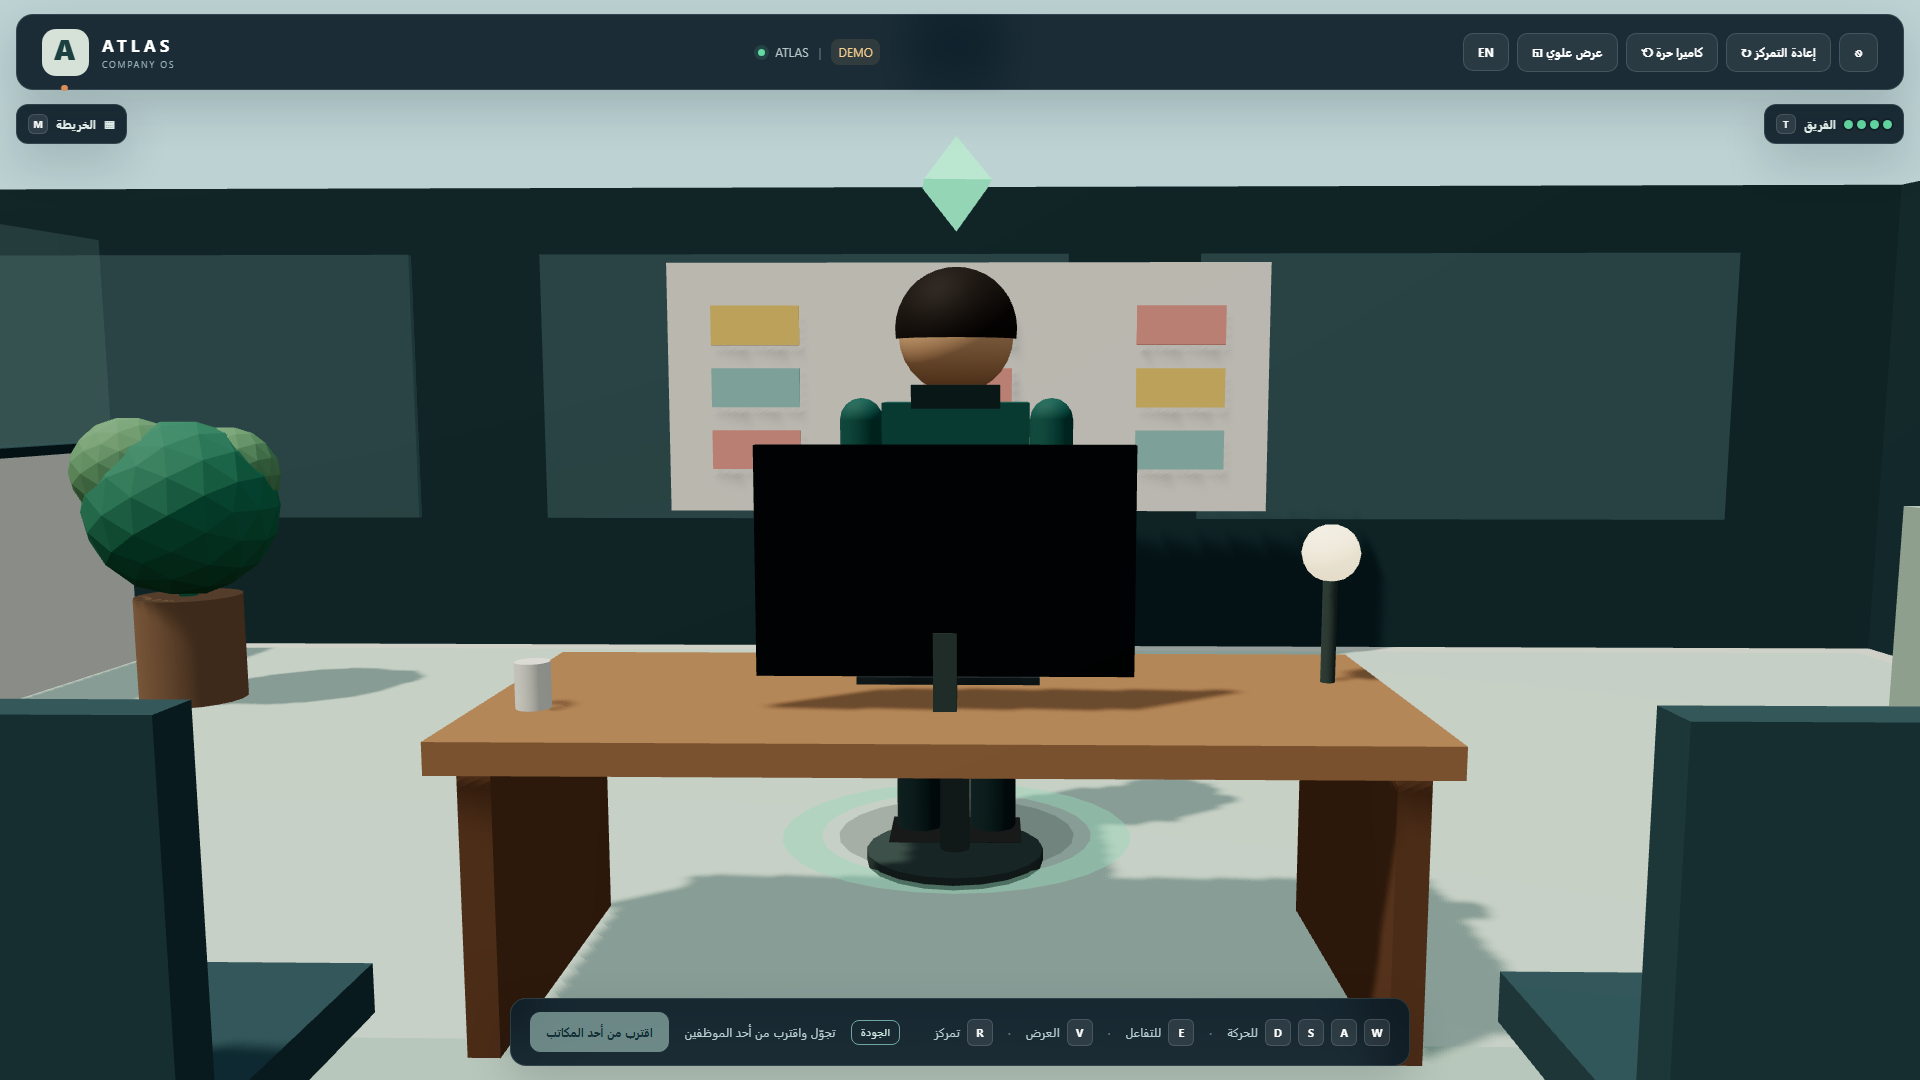 A
ATLAS
COMPANY OS
ATLAS | DEMO
إعادة التمركز
كاميرا حرة
عرض علوي
EN
الفريق T
الخريطة M
W A S D للحركة · E للتفاعل · V العرض · R تمركز
الجودة
تجوّل واقترب من أحد الموظفين
اقترب من أحد المكاتب